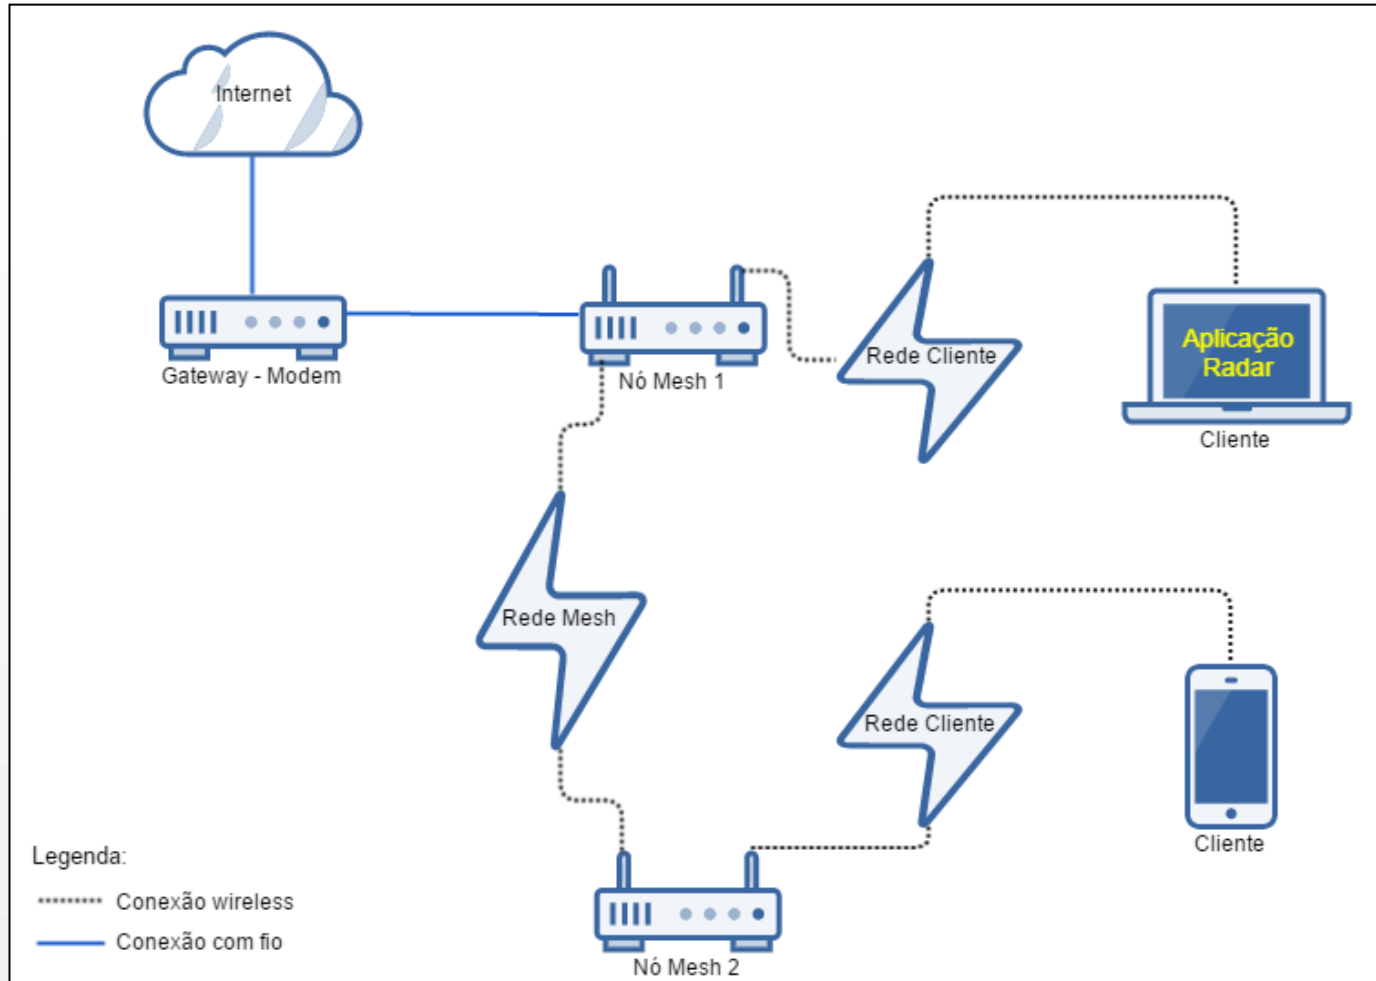 Internet
Gateway - Modem
Nó Mesh 1
Rede Cliente
Aplicação
Radar
Cliente
Rede Mesh
Rede Cliente
Cliente
Nó Mesh 2
Legenda:
Conexão wireless
Conexão com fio